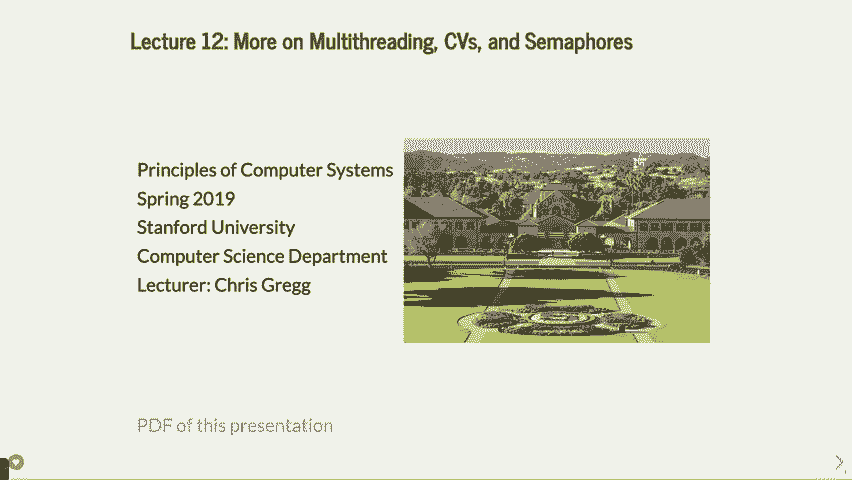 Lecture 12: More on Multithreading, CVs, and Semaphores
Principles of Computer Systems
Spring 2019
Stanford University
Computer Science Department
Lecturer: Chris Gregg
PDF of this presentation